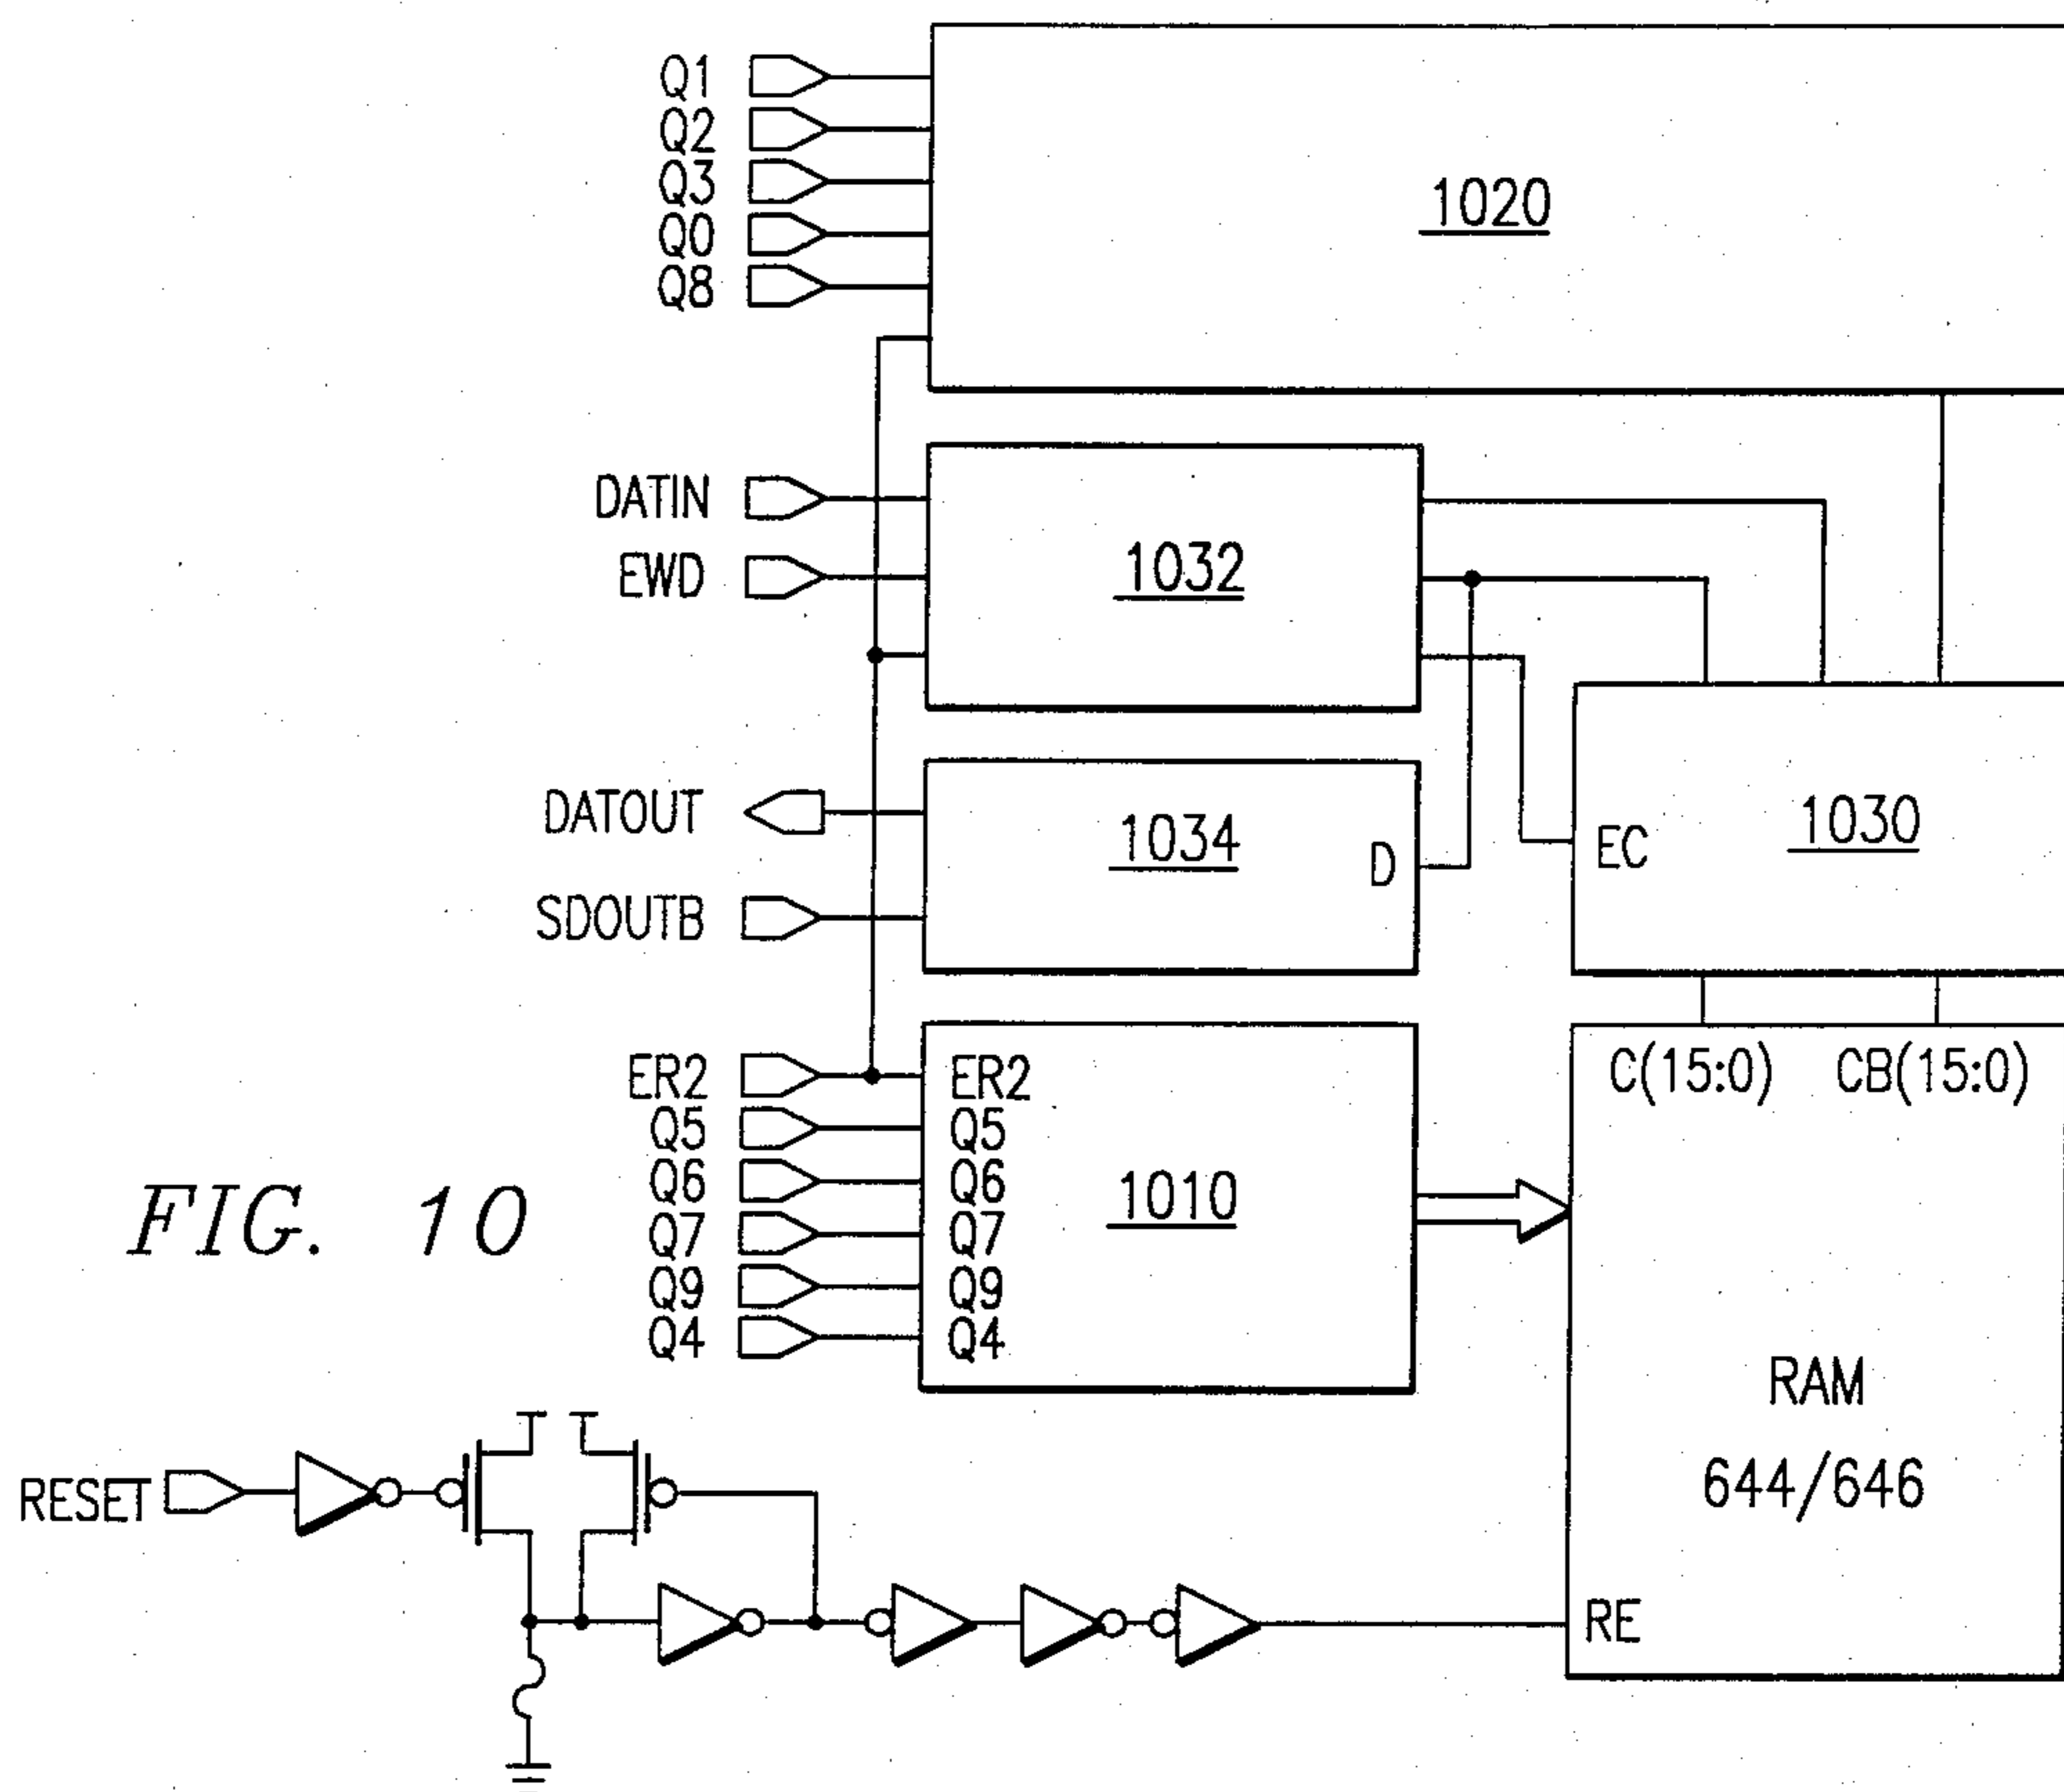 Q1
Q2
Q3
Q0
Q8
1020
DATIN
EWD
1032
DATOUT
SDOUTB
1034
D
EC
1030
ER2
Q5
Q6
Q7
Q9
Q4
ER2
Q5
Q6
Q7
Q9
Q4
1010
C(15:0) CB(15:0)
RAM
644/646
RE
RESET
FIG. 10